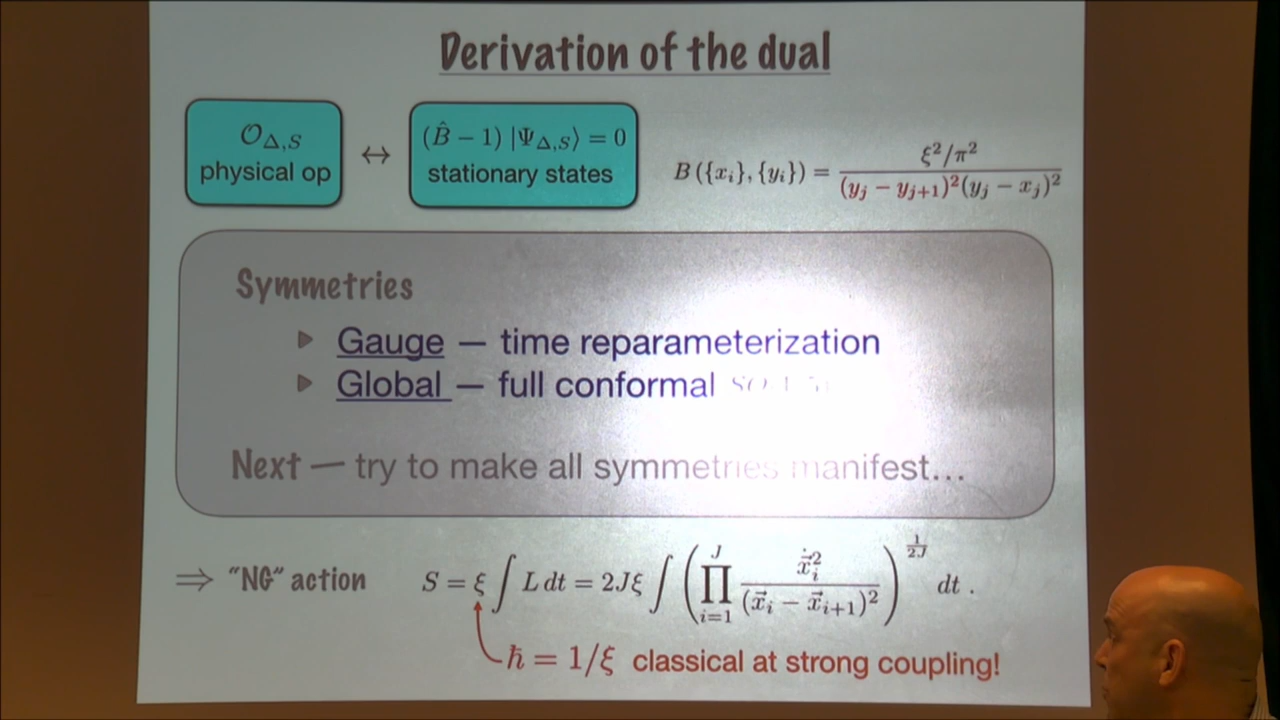 Derivation of the dual
𝒪_{Δ,S} ↔ (B̂ − 1) |Ψ_{Δ,S}⟩ = 0
physical op
stationary states
B({x_i}, {y_i}) = ξ²/π² / (y_j − y_{j+1})²(y_j − x_j)²
Symmetries
▷ Gauge — time reparameterization
▷ Global — full conformal
Next — try to make all symmetries manifest...
⟹ "NG" action S = ξ ∫ L dt = 2Jξ ∫ ( ∏_{i=1}^{J} ẋ⃗_i² / (x⃗_i − x⃗_{i+1})² )^{1/2J} dt .
ħ = 1/ξ classical at strong coupling!